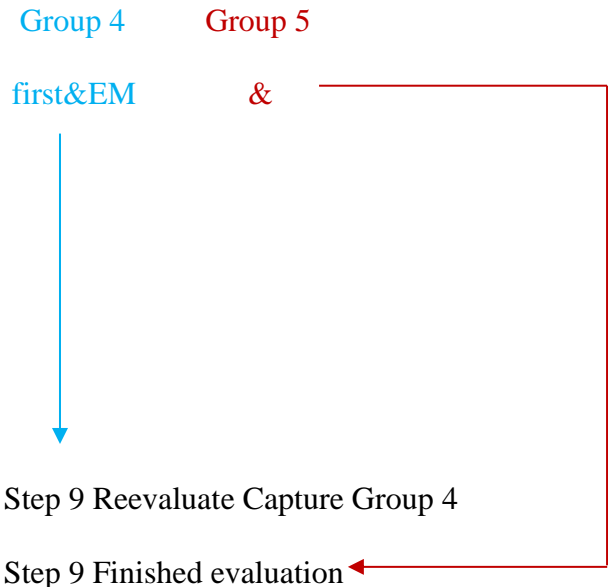 Group 4 Group 5
first&EM &
Step 9 Reevaluate Capture Group 4
Step 9 Finished evaluation